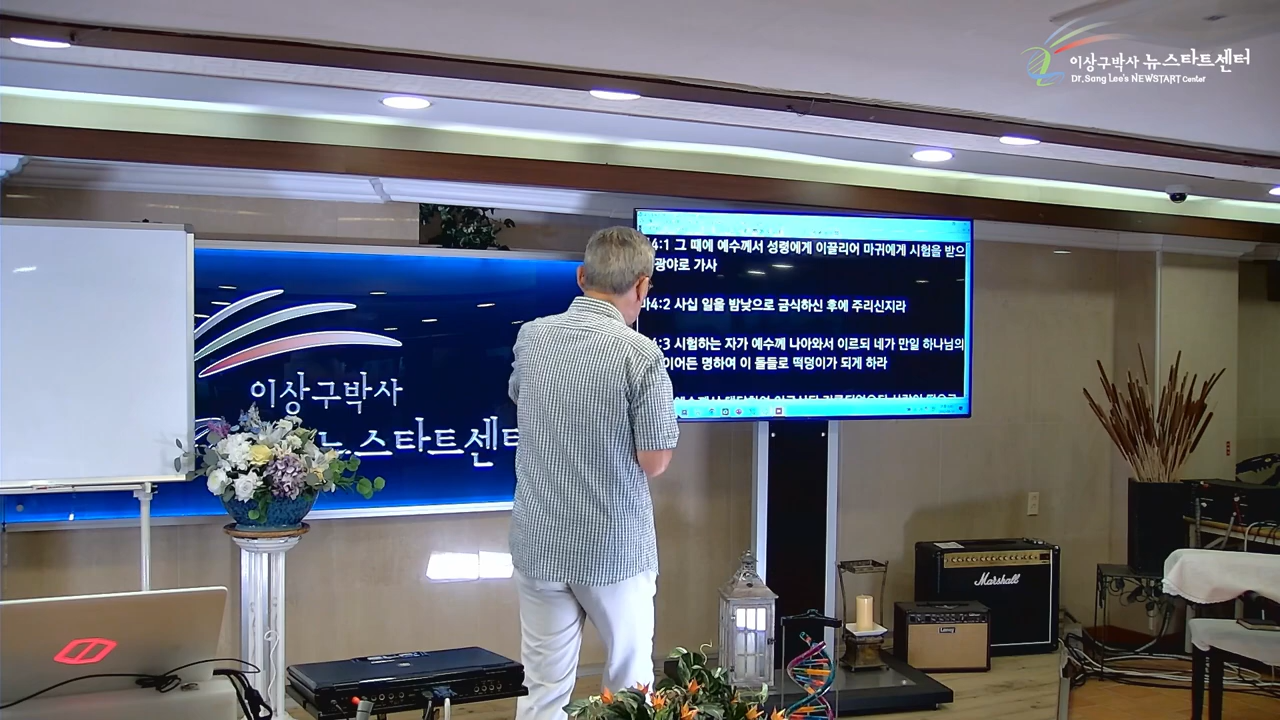 이상구박사 뉴스타트센터
Dr.Sang Lee's NEWSTART Center
4:1 그 때에 예수께서 성령에게 이끌리어 마귀에게 시험을 받으
광야로 가사
4:2 사십 일을 밤낮으로 금식하신 후에 주리신지라
4:3 시험하는 자가 예수께 나아와서 이르되 네가 만일 하나님의
이어든 명하여 이 돌들로 떡덩이가 되게 하라
이상구박사
뉴스타트센터
Marshall
Laney